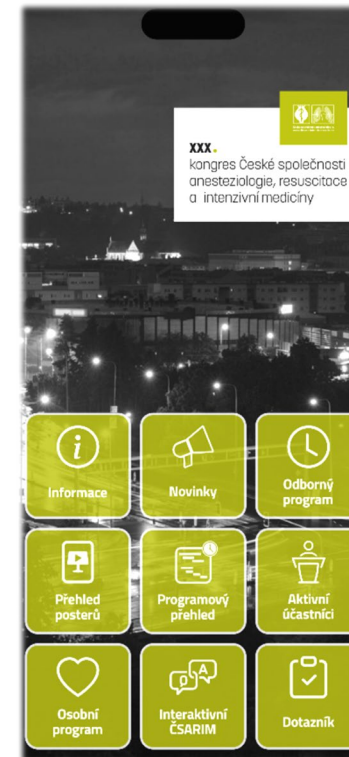 xxx.
kongres České společnosti
anesteziologie, resuscitace
a intenzivní medicíny
Informace
Novinky
Odborný
program
Přehled
posterů
Programový
přehled
Aktivní
účastníci
Osobní
program
Q A
Interaktivní
ČSARIM
Dotazník